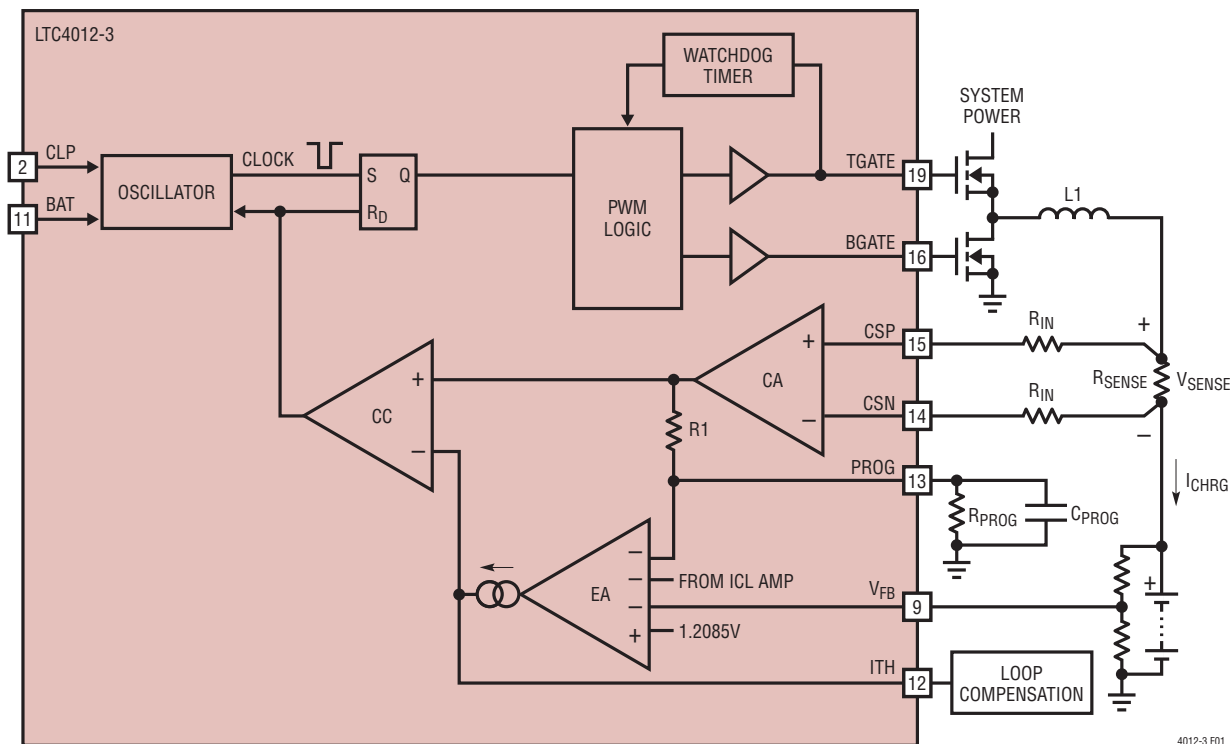 LTC4012-3
WATCHDOG
TIMER
SYSTEM
POWER
2
CLP
CLOCK
OSCILLATOR
S
Q
R_D
11
BAT
PWM
LOGIC
TGATE
19
L1
BGATE
16
CSP
15
R_IN
+
+
CA
R_SENSE
V_SENSE
CC
+
R1
CSN
14
R_IN
−
−
−
PROG
13
I_CHRG
R_PROG
C_PROG
−
−
FROM ICL AMP
EA
−
V_FB
9
+
+
1.2085V
ITH
12
LOOP
COMPENSATION
4012-3 F01